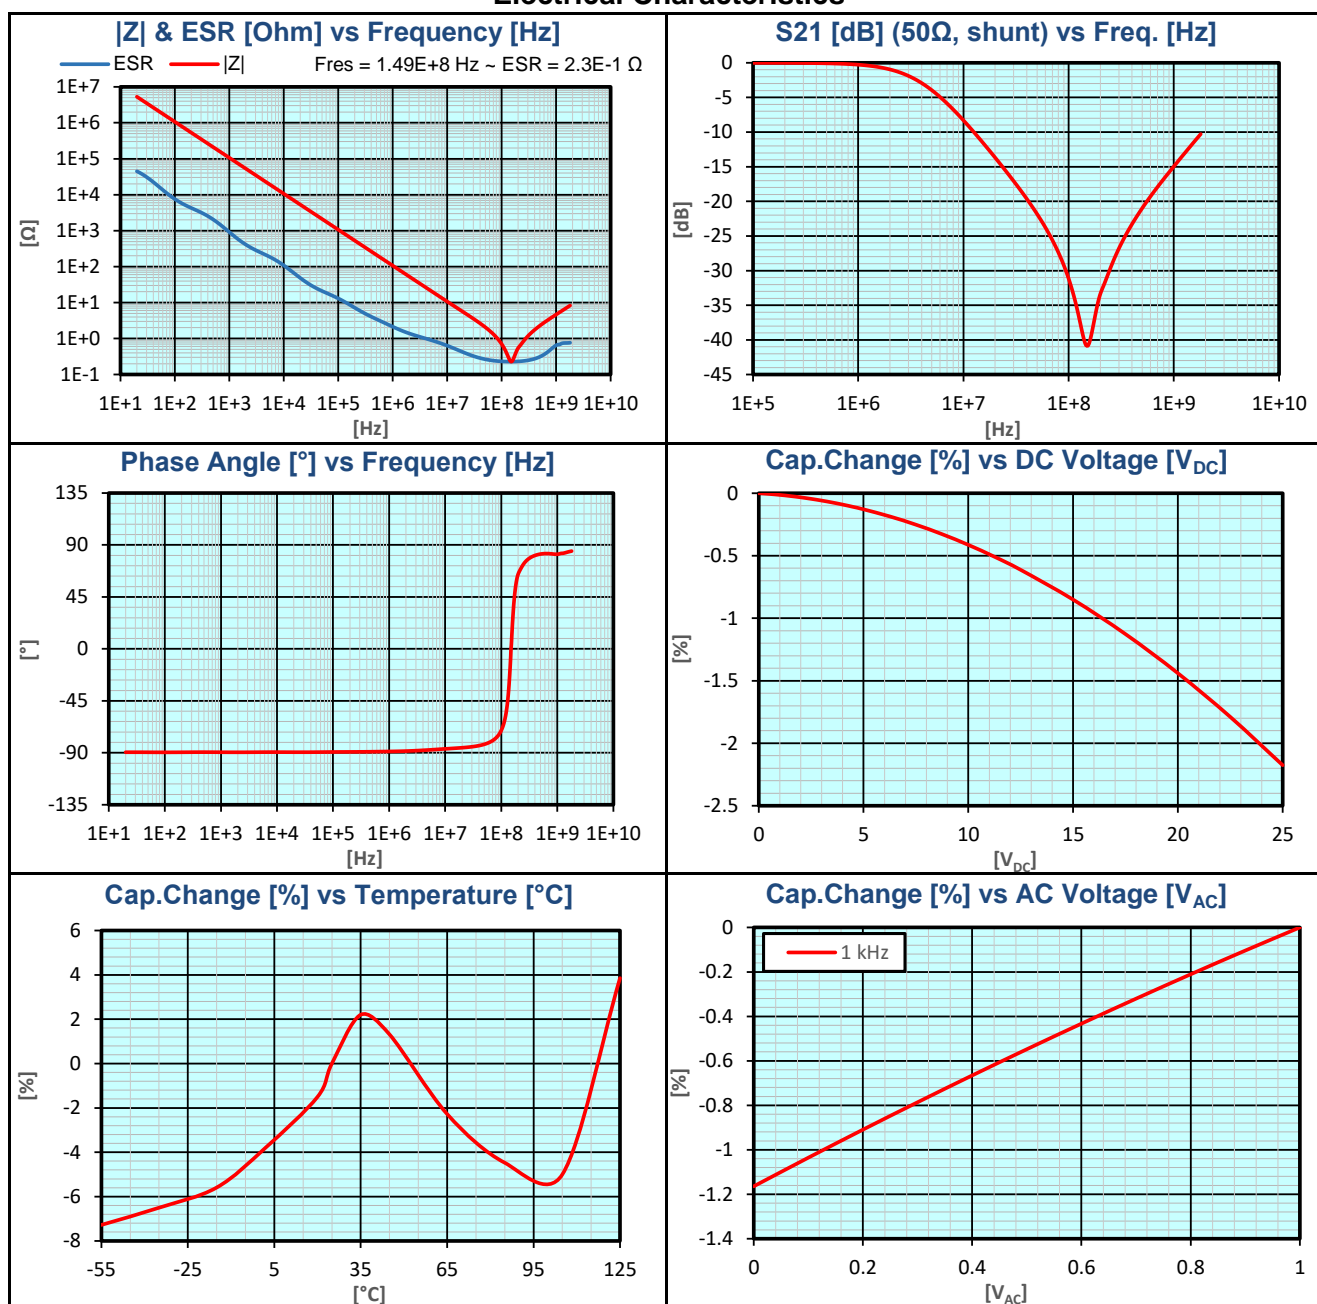 Electrical Characteristics
|Z| & ESR [Ohm] vs Frequency [Hz]
ESR |Z| Fres = 1.49E+8 Hz ~ ESR = 2.3E-1 Ω
1E+7
1E+6
1E+5
1E+4
1E+3
1E+2
1E+1
1E+0
1E-1
[Ω]
1E+1 1E+2 1E+3 1E+4 1E+5 1E+6 1E+7 1E+8 1E+9 1E+10
[Hz]
S21 [dB] (50Ω, shunt) vs Freq. [Hz]
0
-5
-10
-15
-20
-25
-30
-35
-40
-45
[dB]
1E+5 1E+6 1E+7 1E+8 1E+9 1E+10
[Hz]
Phase Angle [°] vs Frequency [Hz]
135
90
45
0
-45
-90
-135
[°]
1E+1 1E+2 1E+3 1E+4 1E+5 1E+6 1E+7 1E+8 1E+9 1E+10
[Hz]
Cap.Change [%] vs DC Voltage [VDC]
0
-0.5
-1
-1.5
-2
-2.5
[%]
0 5 10 15 20 25
[VDC]
Cap.Change [%] vs Temperature [°C]
6
4
2
0
-2
-4
-6
-8
[%]
-55 -25 5 35 65 95 125
[°C]
Cap.Change [%] vs AC Voltage [VAC]
1 kHz
0
-0.2
-0.4
-0.6
-0.8
-1
-1.2
-1.4
[%]
0 0.2 0.4 0.6 0.8 1
[VAC]